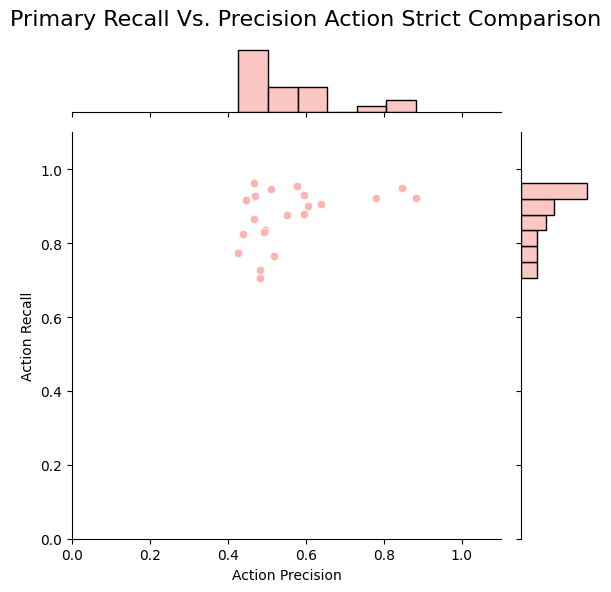 Primary Recall Vs. Precision Action Strict Comparison
1.0
0.8
0.6
0.4
0.2
0.0
Action Recall
0.0 0.2 0.4 0.6 0.8 1.0
Action Precision